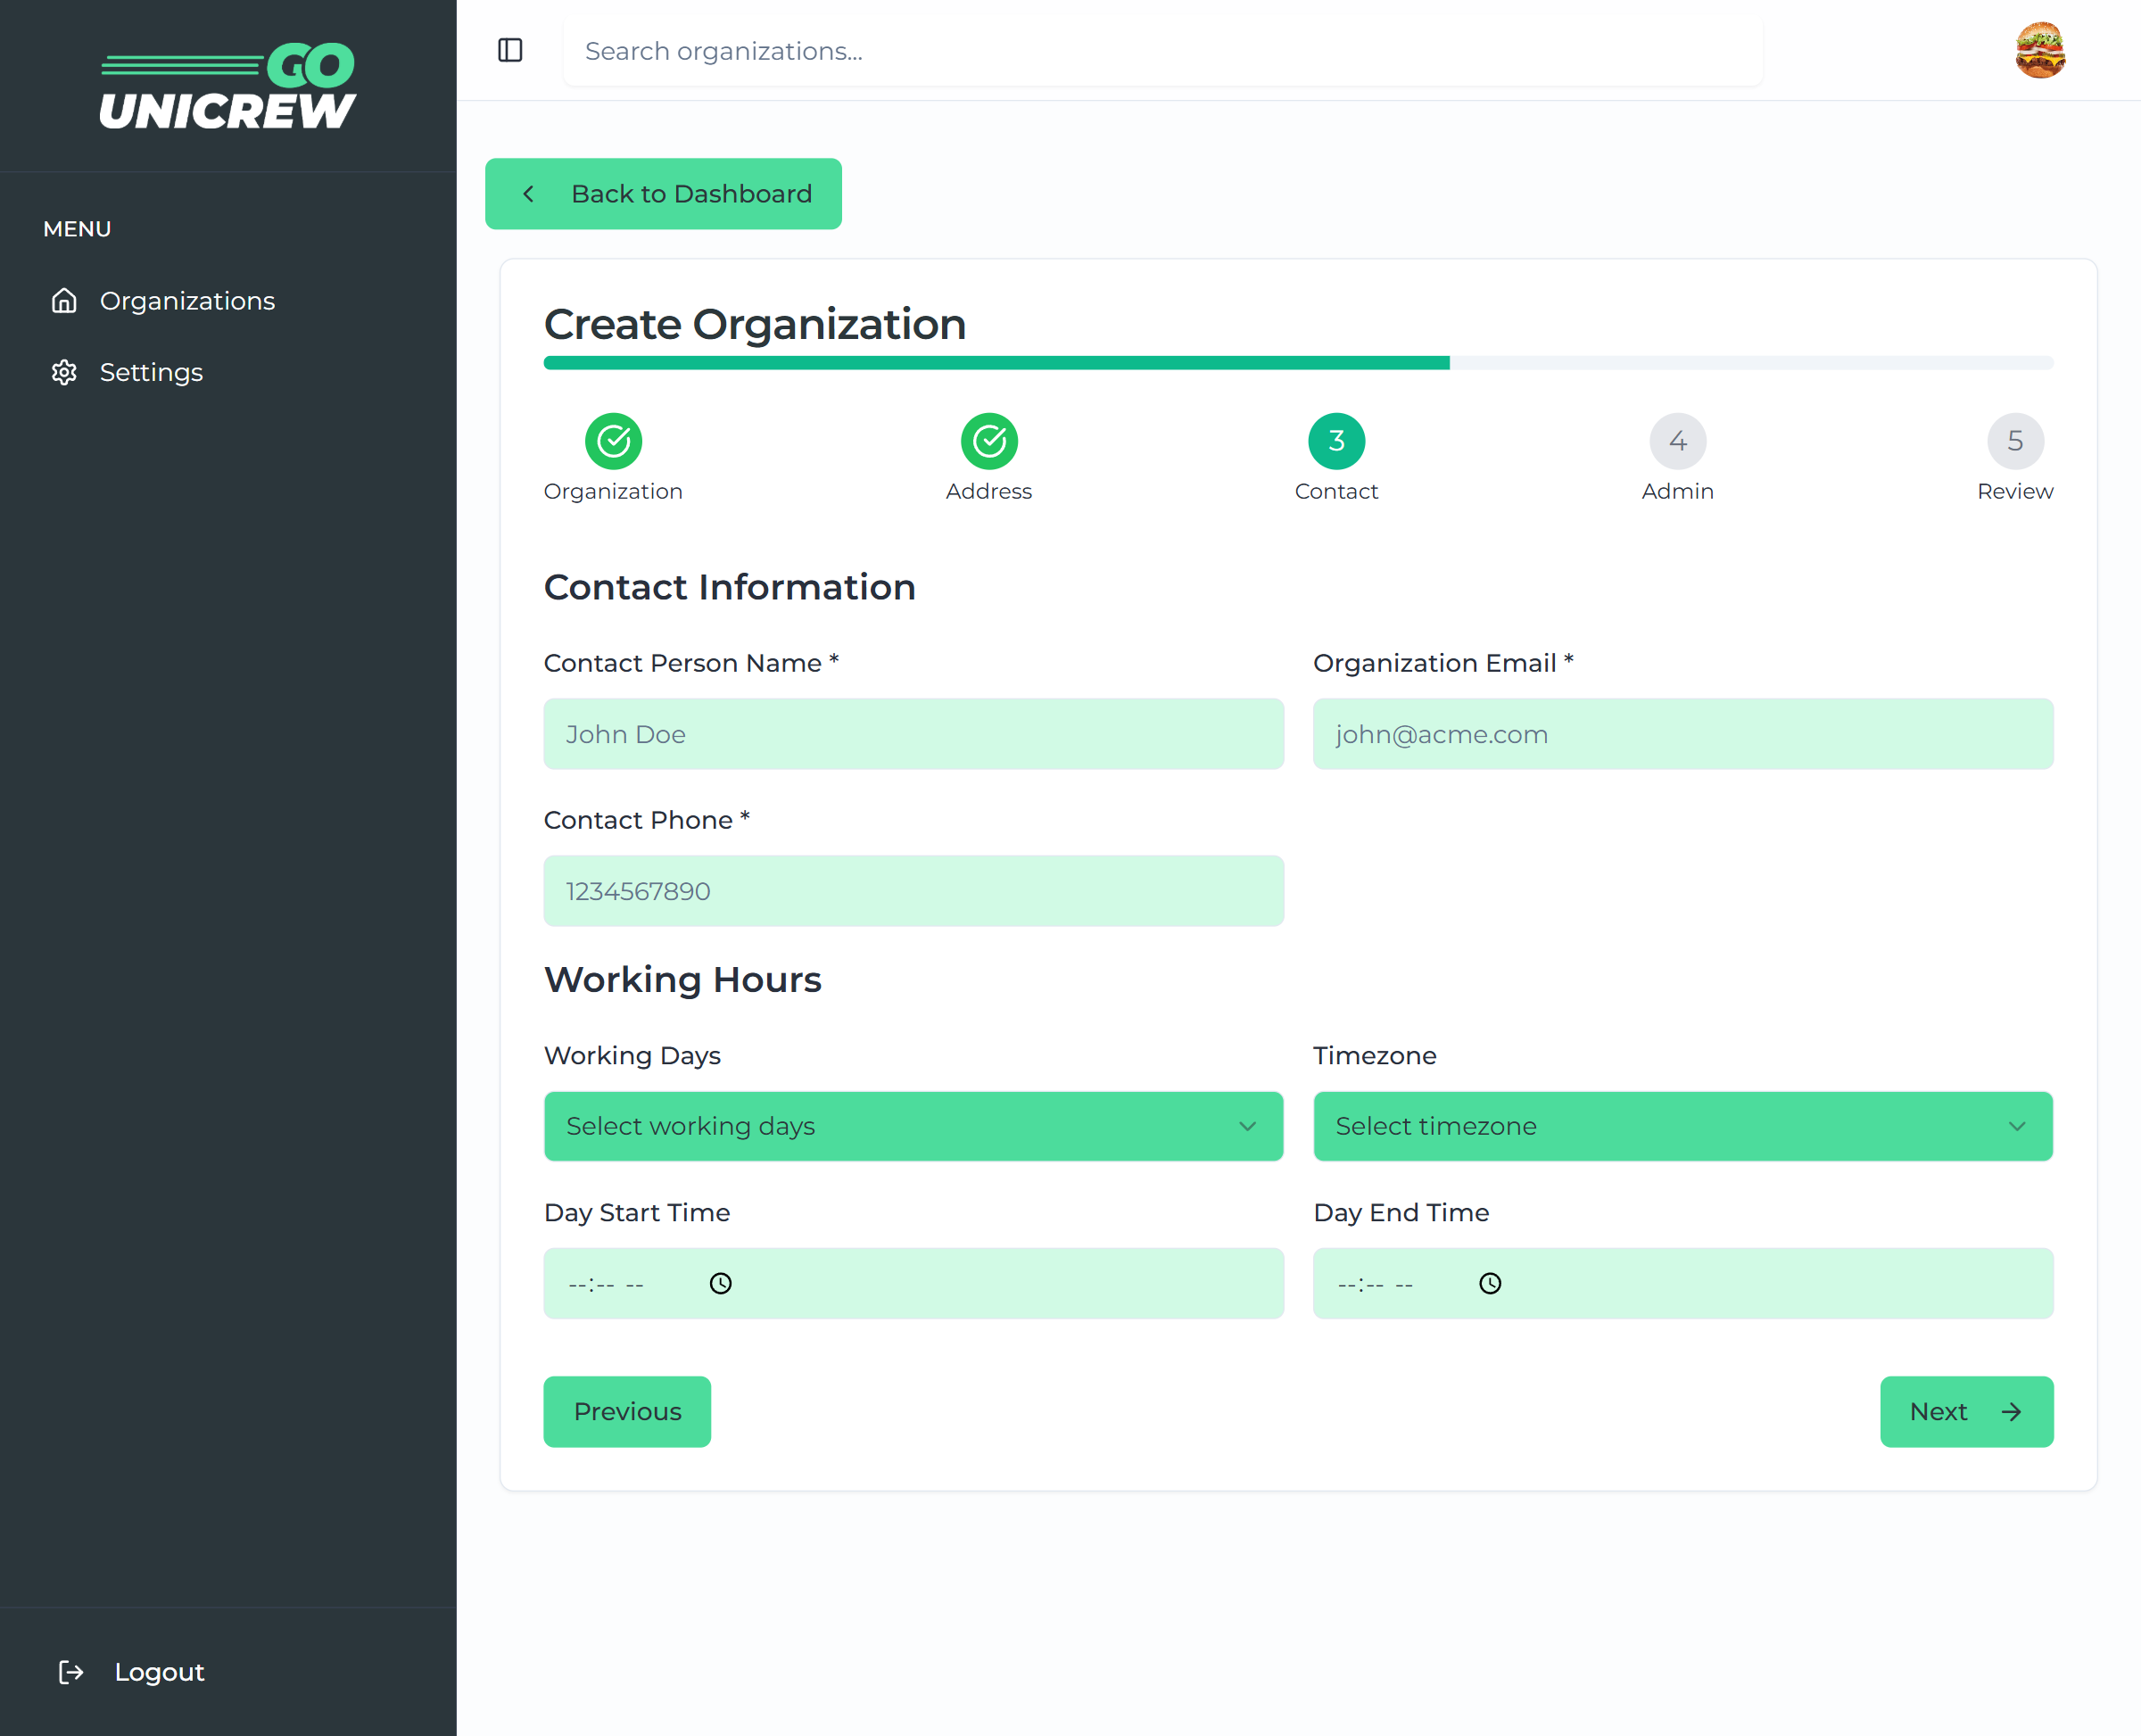 GO
UNICREW
MENU
Organizations
Settings
Logout
Search organizations...
Back to Dashboard
Create Organization
3 4 5
Organization Address Contact Admin Review
Contact Information
Contact Person Name * Organization Email *
John Doe john@acme.com
Contact Phone *
1234567890
Working Hours
Working Days Timezone
Select working days Select timezone
Day Start Time Day End Time
--:-- -- --:-- --
Previous Next